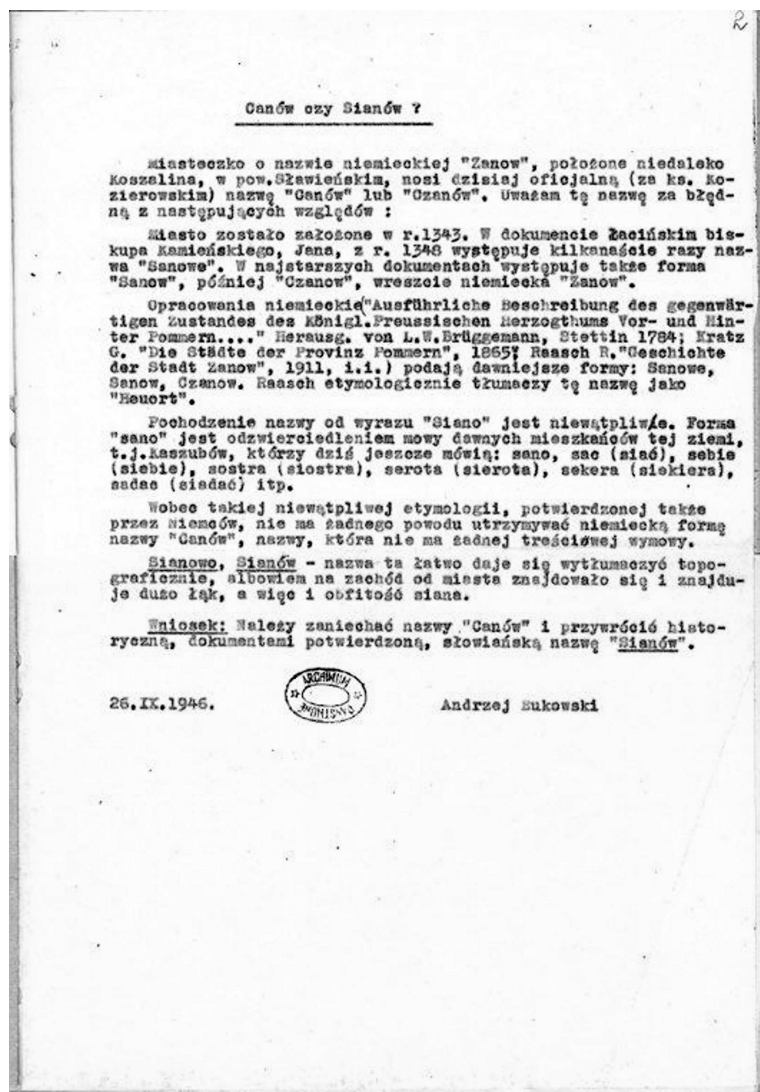 2
Canów czy Sianów ?
Miasteczko o nazwie niemieckiej "Zanow", położone niedaleko
Koszalina, w pow.Sławieńskim, nosi dzisiaj oficjalną (za ks. Ko-
zierowskim) nazwę "Canów" lub "Czanów". Uważam tę nazwę za błęd-
ną z następujących względów :
Miasto zostało założone w r.1343. W dokumencie łacińskim bis-
kupa Kamieńskiego, Jana, z r. 1348 występuje kilkanaście razy naz-
wa "Sanowe". W najstarszych dokumentach występuje także forma
"Sanow", później "Czanow", wreszcie niemiecka "Zanow".
Opracowania niemieckie("Ausführliche Beschreibung des gegenwär-
tigen Zustandes des Königl.Preussischen Herzogthums Vor- und Hin-
ter Pommern...." Herausg. von L.W.Brüggemann, Stettin 1784; Kratz
G. "Die Städte der Provinz Pommern", 1865; Raasch R."Geschichte
der Stadt Zanow", 1911, i.i.) podają dawniejsze formy: Sanowe,
Sanow, Czanow. Raasch etymologicznie tłumaczy tę nazwę jako
"Heuort".
Pochodzenie nazwy od wyrazu "Siano" jest niewątpliwe. Forma
"sano" jest odzwierciedleniem mowy dawnych mieszkańców tej ziemi,
t.j.Kaszubów, którzy dziś jeszcze mówią: sano, sac (siać), sebie
(siebie), sostra (siostra), serota (sierota), sekera (siekiera),
sadac (siadać) itp.
Wobec takiej niewątpliwej etymologii, potwierdzonej także
przez Niemców, nie ma żadnego powodu utrzymywać niemiecką formę
nazwy "Canów", nazwy, która nie ma żadnej treściowej wymowy.
Sianowo, Sianów - nazwa ta łatwo daje się wytłumaczyć topo-
graficznie, albowiem na zachód od miasta znajdowało się i znajdu-
je dużo łąk, a więc i obfitość siana.
Wniosek: Należy zaniechać nazwy "Canów" i przywrócić histo-
ryczną, dokumentami potwierdzoną, słowiańską nazwę "Sianów".
26.IX.1946.
ARCHIWUM
PAŃSTWOWE
Andrzej Bukowski